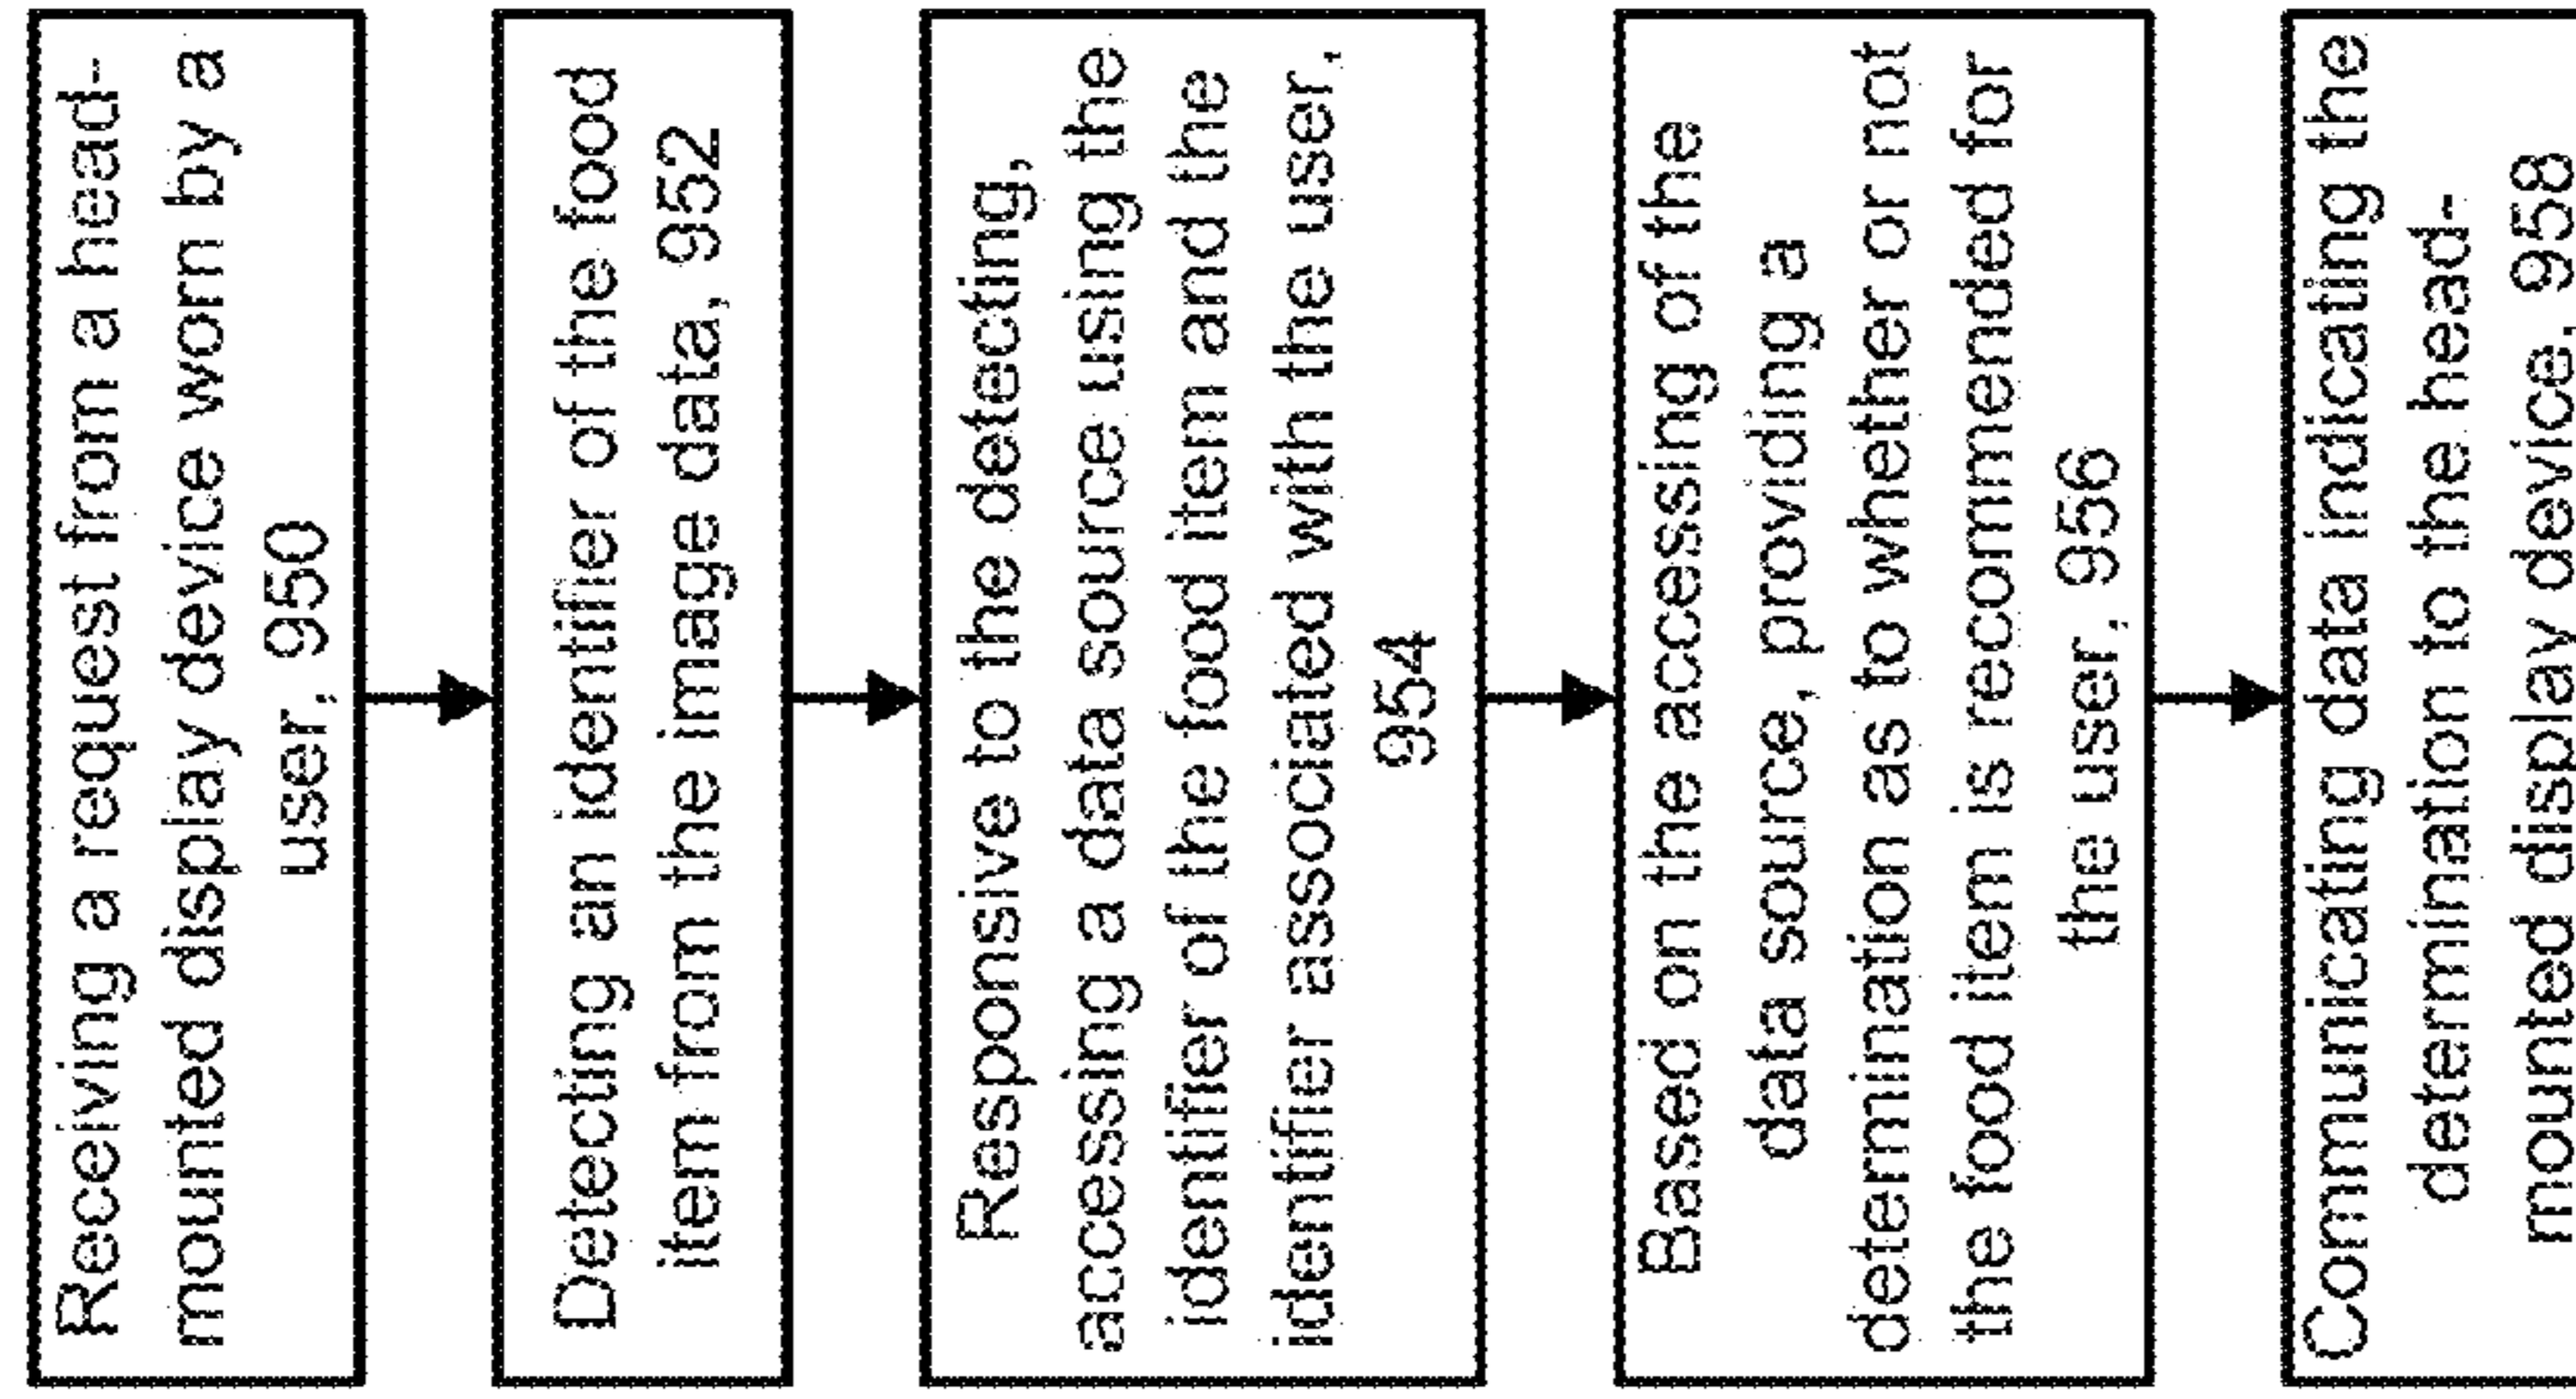 Receiving a request from a head-
mounted display device worn by a
user, 950
Detecting an identifier of the food
item from the image data, 952
Responsive to the detecting,
accessing a data source using the
identifier of the food item and the
identifier associated with the user,
954
Based on the accessing of the
data source, providing a
determination as to whether or not
the food item is recommended for
the user, 956
Communicating data indicating the
determination to the head-
mounted display device, 958